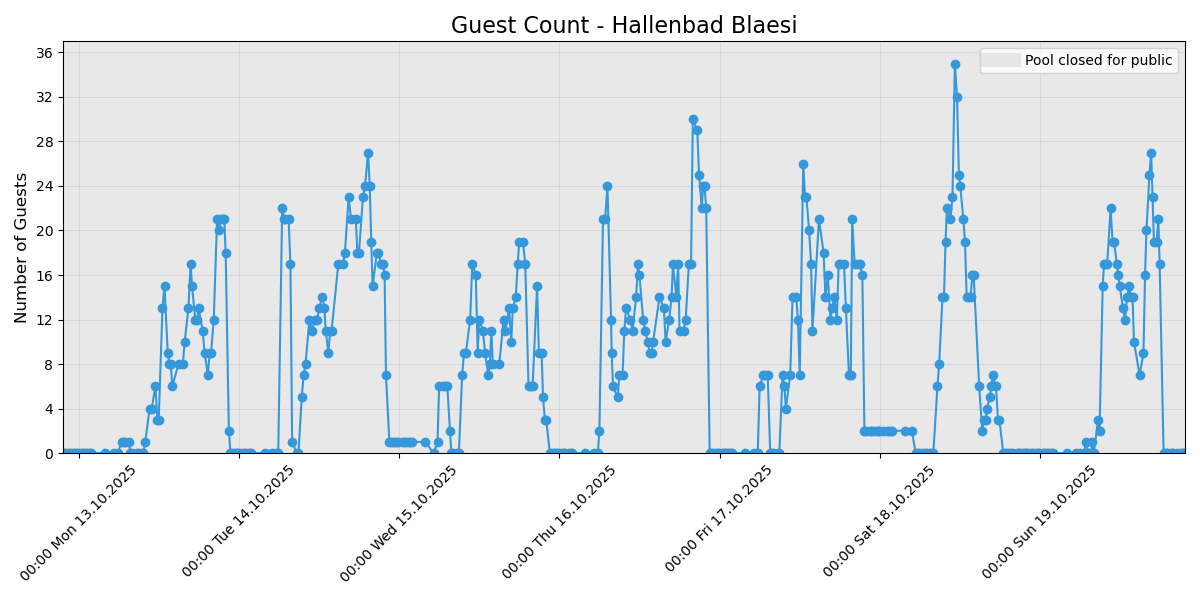 Guest Count - Hallenbad Blaesi
Pool closed for public
Number of Guests
36
32
28
24
20
16
12
8
4
0
00:00 Mon 13.10.2025
00:00 Tue 14.10.2025
00:00 Wed 15.10.2025
00:00 Thu 16.10.2025
00:00 Fri 17.10.2025
00:00 Sat 18.10.2025
00:00 Sun 19.10.2025